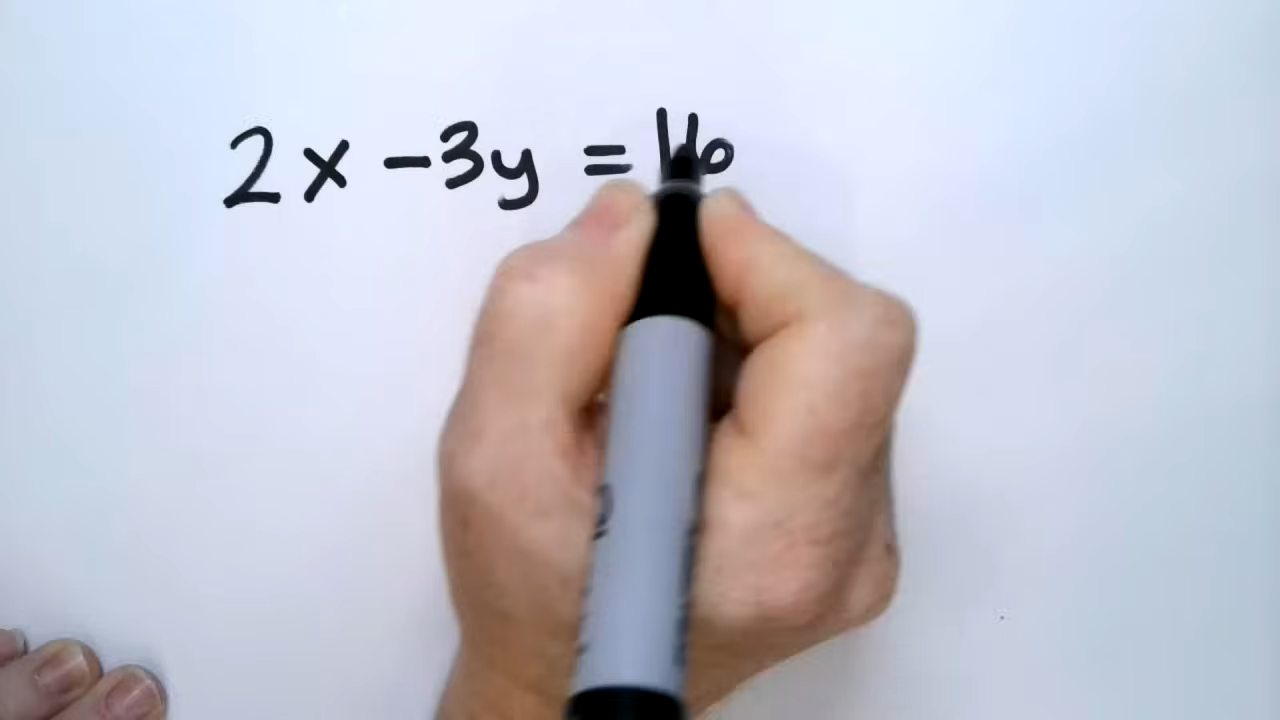 2x - 3y = 16